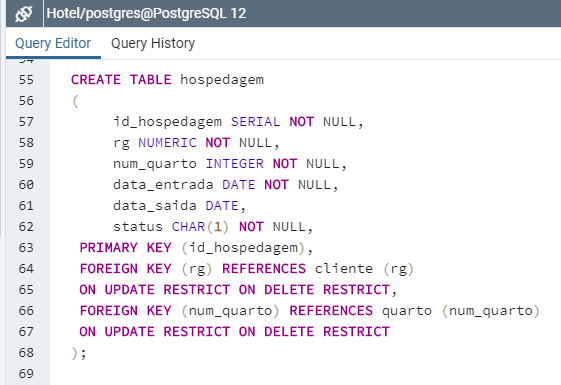 Hotel/postgres@PostgreSQL 12
Query Editor Query History
54
55 CREATE TABLE hospedagem
56 (
57 id_hospedagem SERIAL NOT NULL,
58 rg NUMERIC NOT NULL,
59 num_quarto INTEGER NOT NULL,
60 data_entrada DATE NOT NULL,
61 data_saida DATE,
62 status CHAR(1) NOT NULL,
63 PRIMARY KEY (id_hospedagem),
64 FOREIGN KEY (rg) REFERENCES cliente (rg)
65 ON UPDATE RESTRICT ON DELETE RESTRICT,
66 FOREIGN KEY (num_quarto) REFERENCES quarto (num_quarto)
67 ON UPDATE RESTRICT ON DELETE RESTRICT
68 );
69